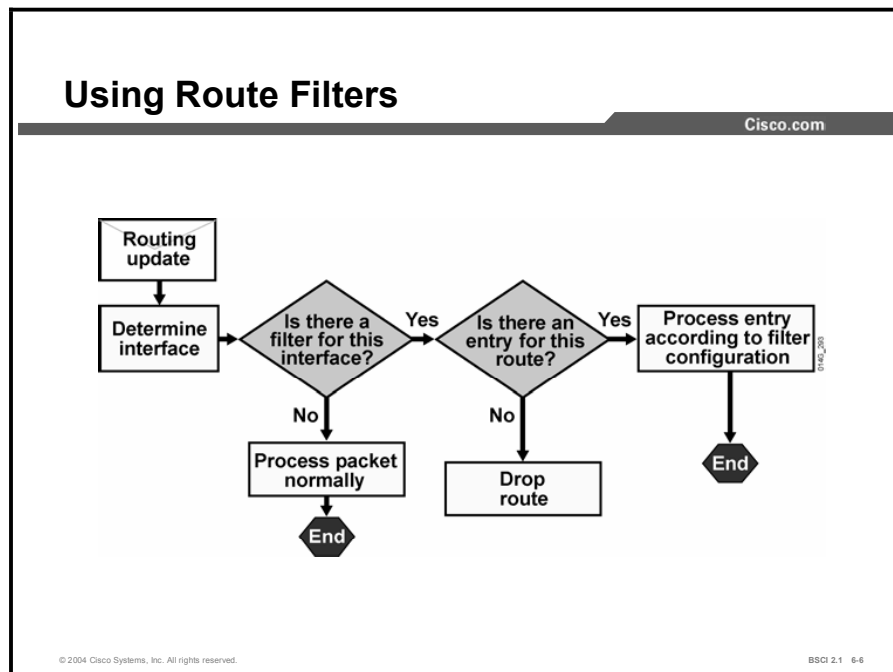 Using Route Filters
Cisco.com
Routing
update
Determine
interface
Is there a
filter for this
interface?
Yes
Is there an
entry for this
route?
Yes
Process entry
according to filter
configuration
014G_293
No
Process packet
normally
End
No
Drop
route
End
© 2004 Cisco Systems, Inc. All rights reserved.
BSCI 2.1 6-6